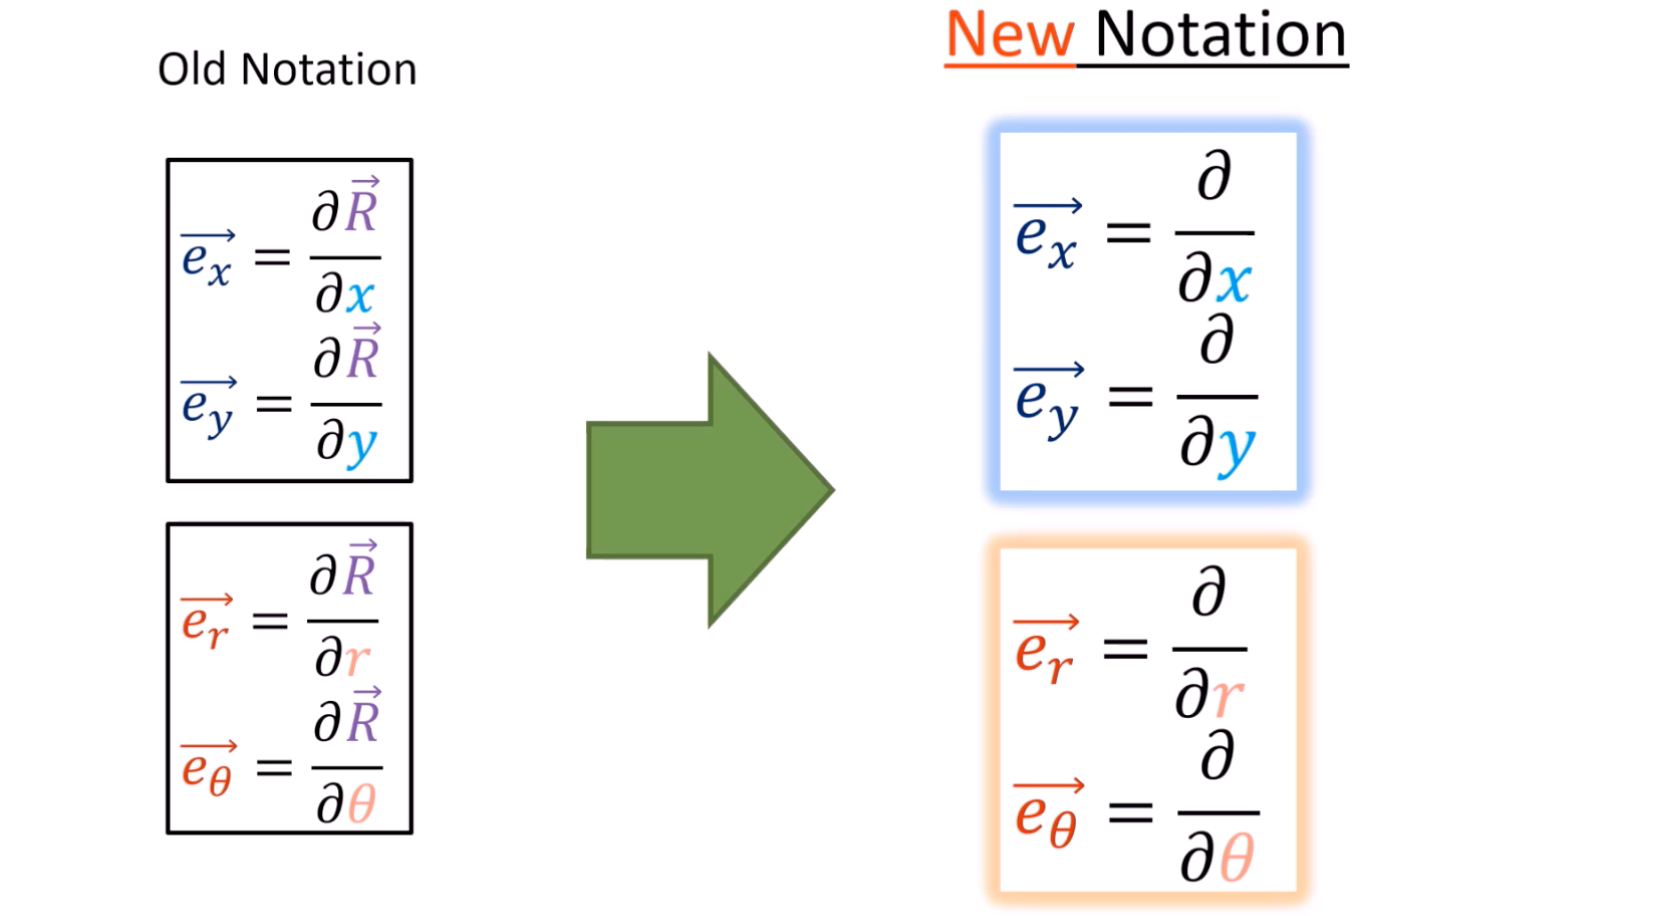 Old Notation
$\overrightarrow{e_x} = \frac{\partial \vec{R}}{\partial x}$
$\overrightarrow{e_y} = \frac{\partial \vec{R}}{\partial y}$
$\overrightarrow{e_r} = \frac{\partial \vec{R}}{\partial r}$
$\overrightarrow{e_\theta} = \frac{\partial \vec{R}}{\partial \theta}$
New Notation
$\overrightarrow{e_x} = \frac{\partial}{\partial x}$
$\overrightarrow{e_y} = \frac{\partial}{\partial y}$
$\overrightarrow{e_r} = \frac{\partial}{\partial r}$
$\overrightarrow{e_\theta} = \frac{\partial}{\partial \theta}$